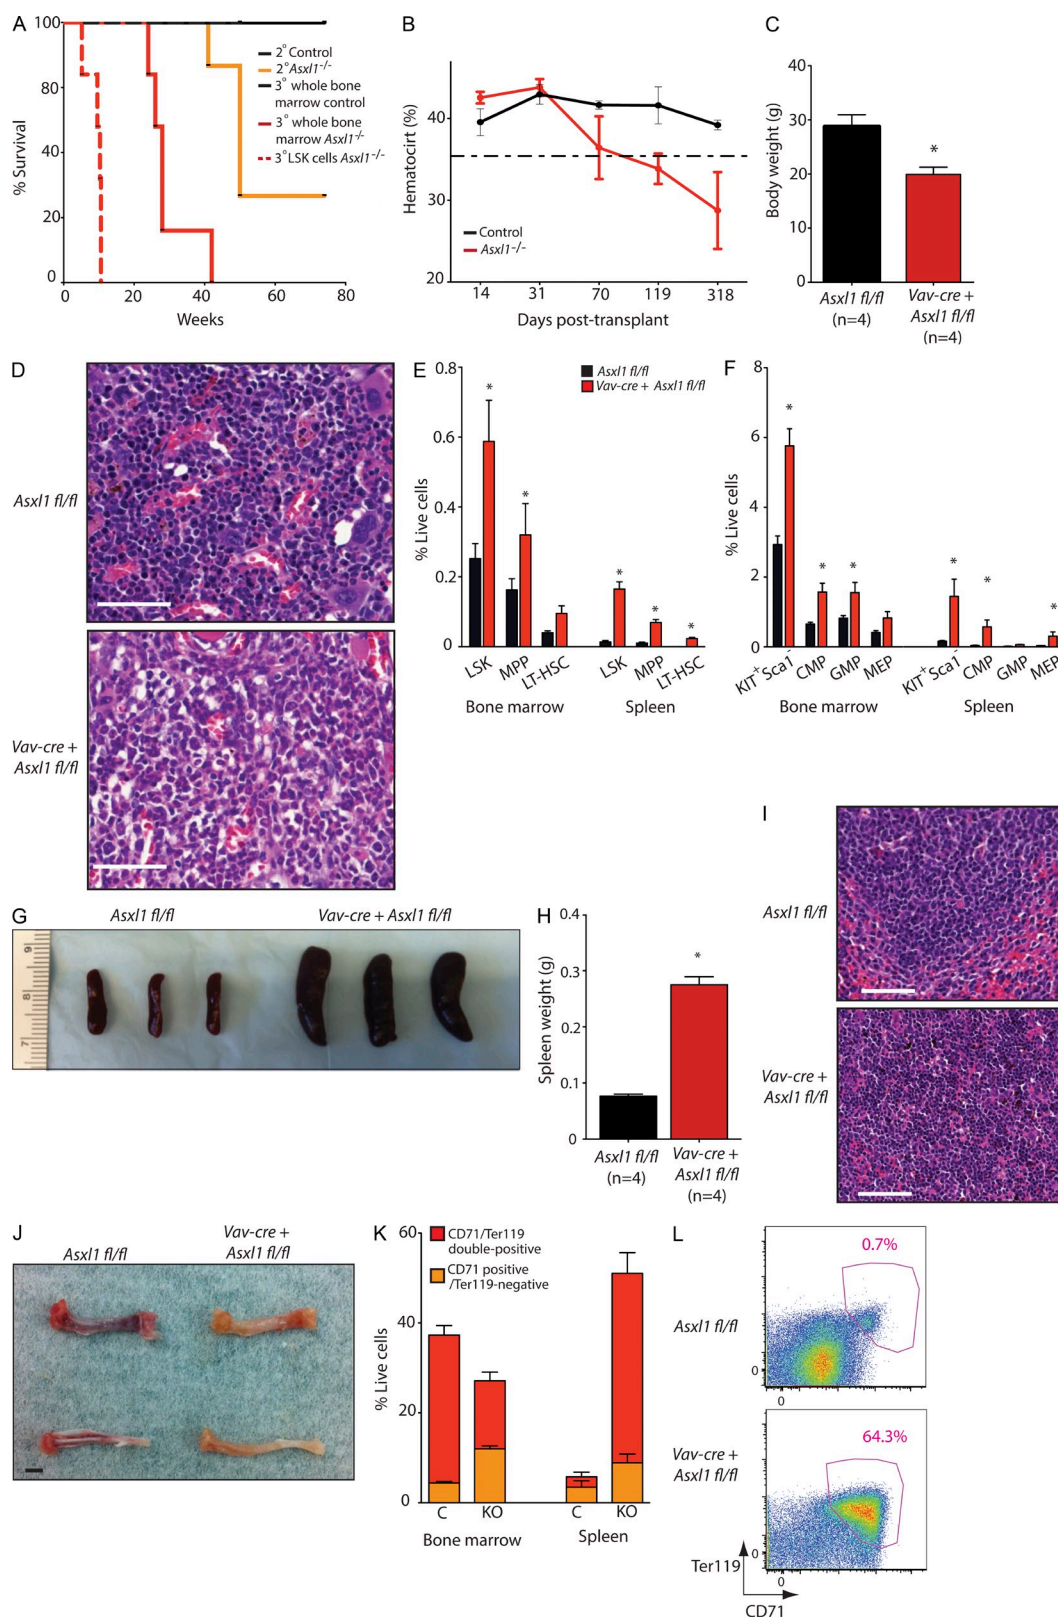 A
% Survival
100
80
60
40
20
0
0 20 40 60 80
Weeks
2° Control
2° Asxl1-/-
3° whole bone
marrow control
3° whole bone
marrow Asxl1-/-
3° LSK cells Asxl1-/-
B
Hematocirt (%)
40
30
20
Control
Asxl1-/-
14 31 70 119 318
Days post-transplant
C
Body weight (g)
40
30
20
10
0
*
Asxl1 fl/fl
(n=4)
Vav-cre +
Asxl1 fl/fl
(n=4)
D
Asxl1 fl/fl
Vav-cre +
Asxl1 fl/fl
E
% Live cells
0.8
0.6
0.4
0.2
0
Asxl1 fl/fl
Vav-cre + Asxl1 fl/fl
* * * * *
LSK MPP LT-HSC LSK MPP LT-HSC
Bone marrow Spleen
F
% Live cells
8
6
4
2
0
* * * * * *
KIT+Sca1- CMP GMP MEP KIT+Sca1- CMP GMP MEP
Bone marrow Spleen
G
Asxl1 fl/fl Vav-cre + Asxl1 fl/fl
9
8
7
H
Spleen weight (g)
0.4
0.3
0.2
0.1
0
*
Asxl1 fl/fl
(n=4)
Vav-cre +
Asxl1 fl/fl
(n=4)
I
Asxl1 fl/fl
Vav-cre +
Asxl1 fl/fl
J
Asxl1 fl/fl
Vav-cre +
Asxl1 fl/fl
K
% Live cells
60
40
20
0
CD71/Ter119
double-positive
CD71 positive
/Ter119-negative
C KO C KO
Bone marrow Spleen
L
Asxl1 fl/fl
0.7%
0
0
Vav-cre +
Asxl1 fl/fl
64.3%
0
0
Ter119
CD71